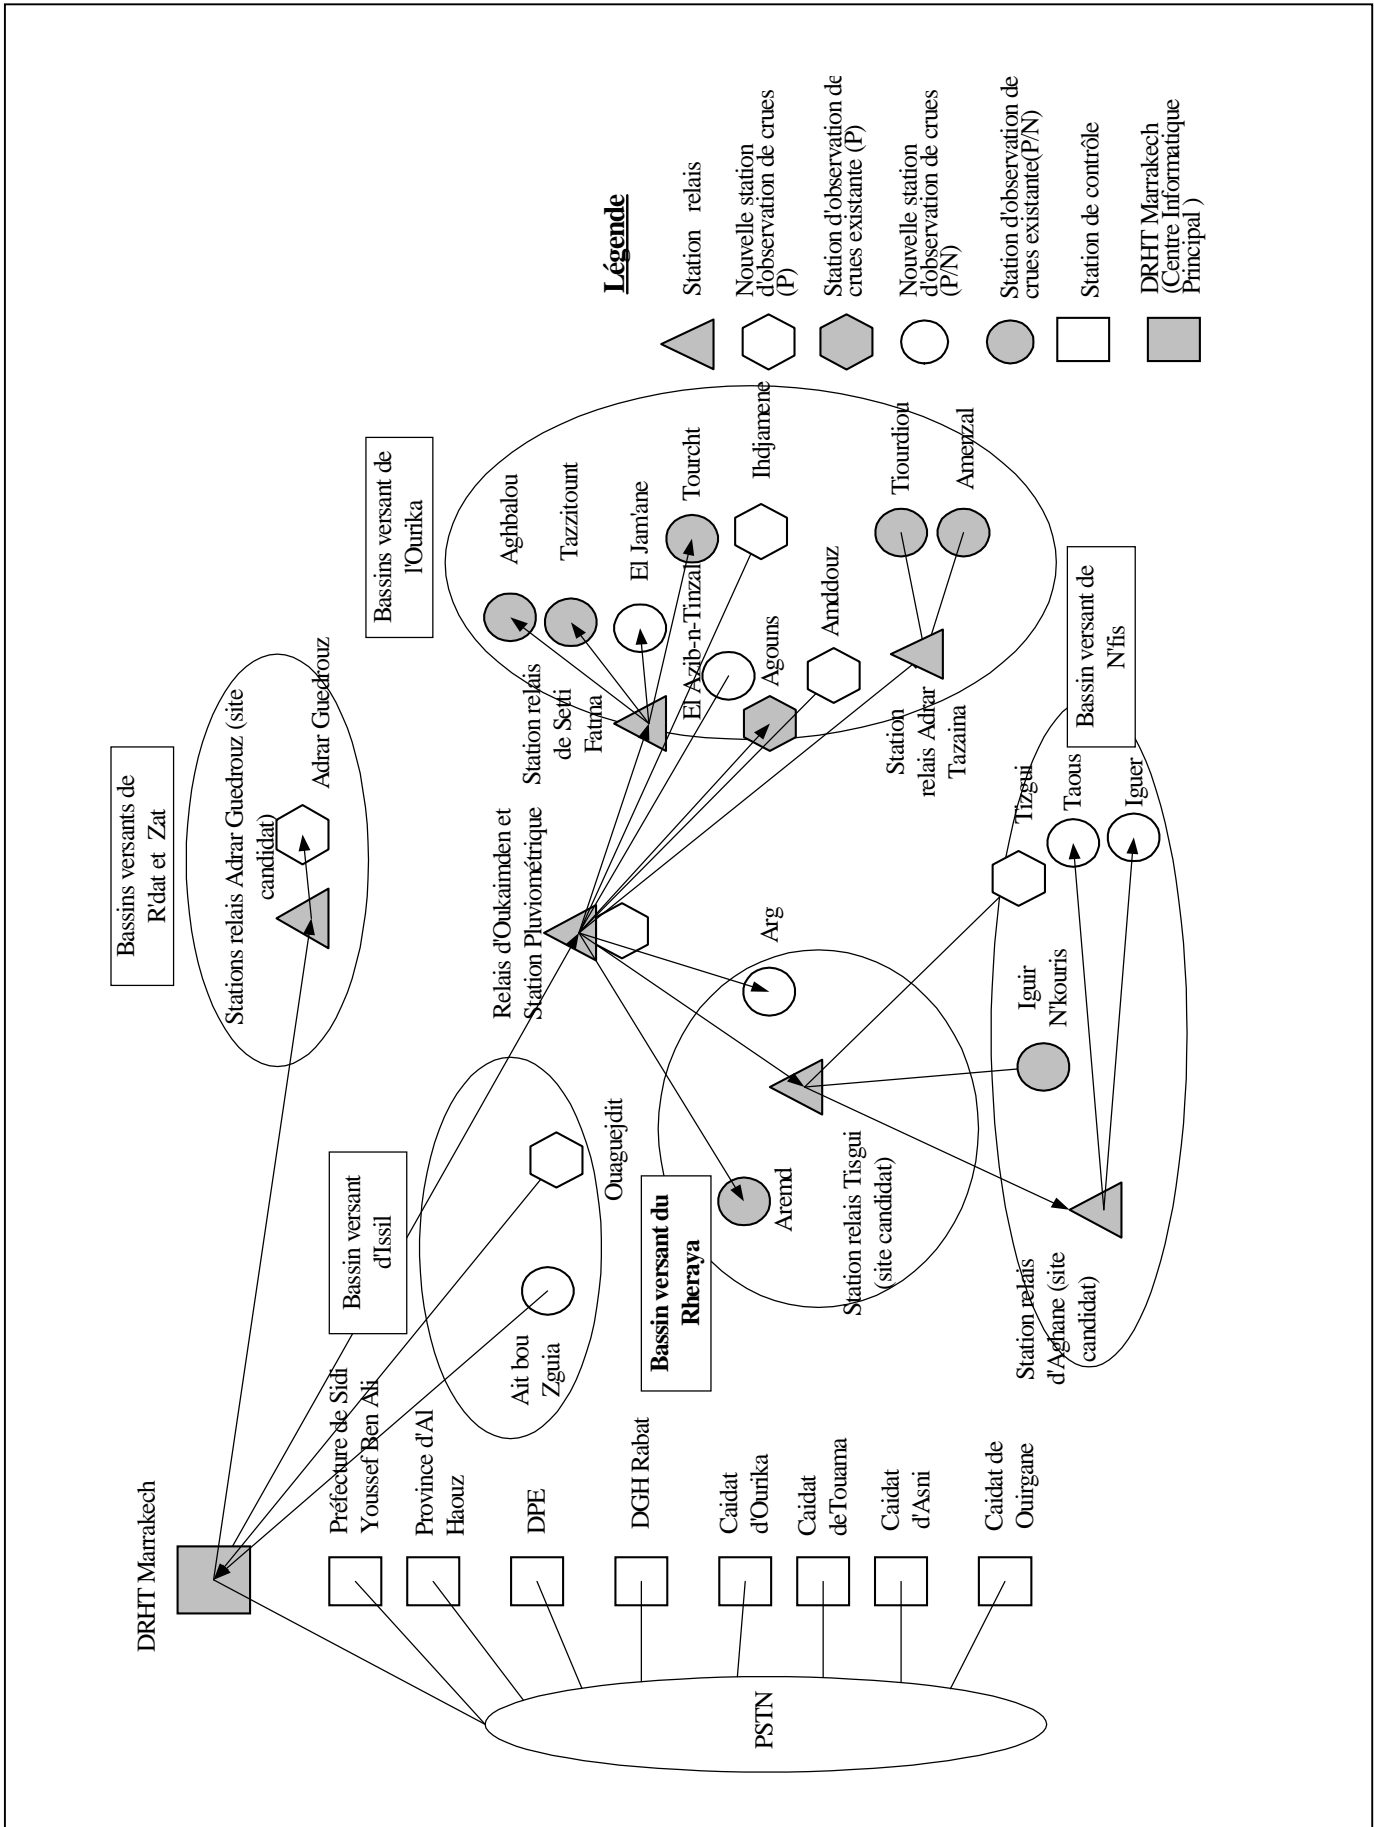 DRHT Marrakech
Bassins versants de
R'dat et Zat
Stations relais Adrar Guedrouz (site
candidat)
Adrar Guedrouz
Bassins versant de
l'Ourika
Bassin versant
d'Issil
Ouaguejdit
Ait bou
Zguia
Relais d'Oukaimden et
Station Pluviométrique
Station relais
de Setti
Fatma
Aghbalou
Tazzitount
El Jam'ane
Tourcht
Ihdjamene
El Azib-n-Tinzal
Agouns
Amddouz
Tiourdiou
Amenzal
Station
relais Adrar
Tazaina
Préfecture de Sidi
Youssef Ben Ali
Province d'Al
Haouz
DPE
DGH Rabat
Caidat
d'Ourika
Caidat
deTouama
Caidat
d'Asni
Caidat de
Ouirgane
PSTN
Bassin versant du
Rheraya
Aremd
Arg
Station relais Tisgui
(site candidat)
Bassin versant de
N'fis
Tizgui
Taous
Iguer
Iguir
N'kouris
Station relais
d'Aghane (site
candidat)
Légende
Station relais
Nouvelle station
d'observation de crues
(P)
Station d'observation de
crues existante (P)
Nouvelle station
d'observation de crues
(P/N)
Station d'observation de
crues existante(P/N)
Station de contrôle
DRHT Marrakech
(Centre Informatique
Principal )